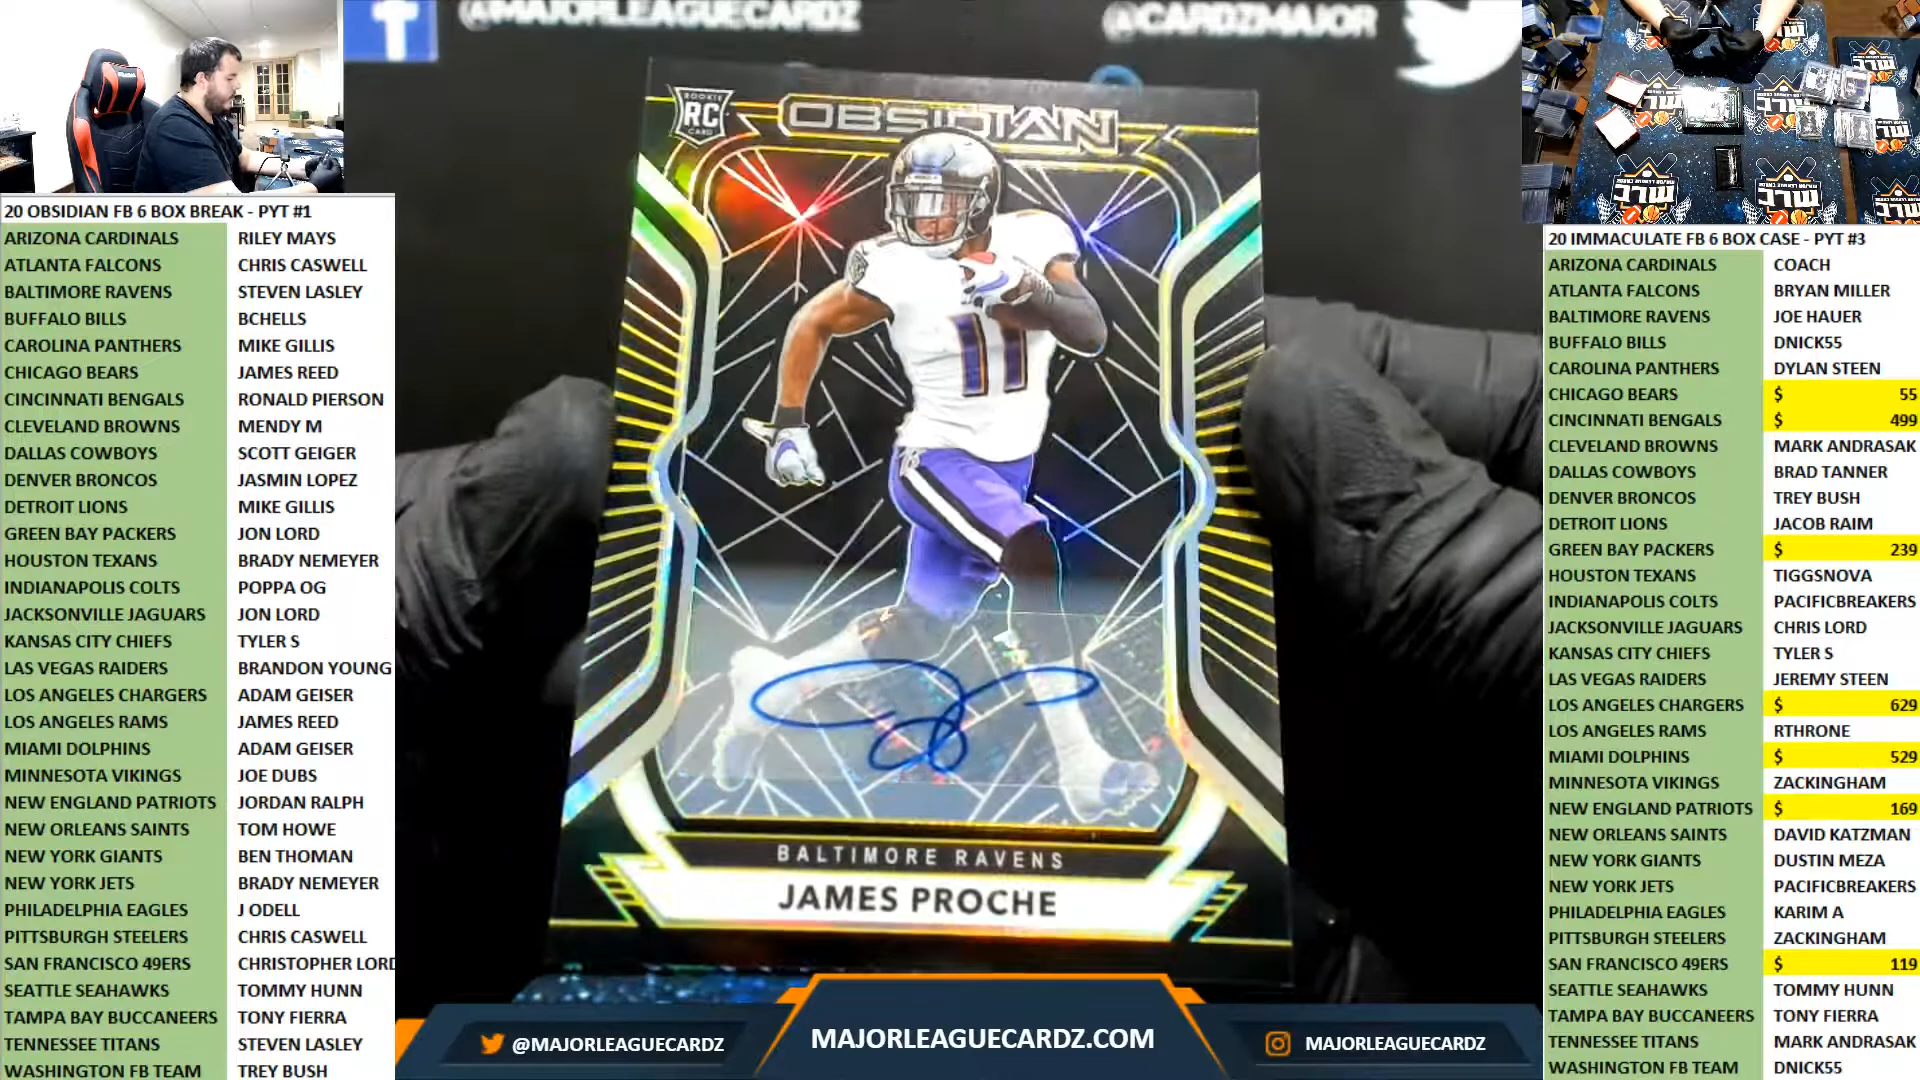 @MAJORLEAGUECARDZ
@CARDZMAJOR
20 OBSIDIAN FB 6 BOX BREAK - PYT #1
ARIZONA CARDINALS RILEY MAYS
ATLANTA FALCONS CHRIS CASWELL
BALTIMORE RAVENS STEVEN LASLEY
BUFFALO BILLS BCHELLS
CAROLINA PANTHERS MIKE GILLIS
CHICAGO BEARS JAMES REED
CINCINNATI BENGALS RONALD PIERSON
CLEVELAND BROWNS MENDY M
DALLAS COWBOYS SCOTT GEIGER
DENVER BRONCOS JASMIN LOPEZ
DETROIT LIONS MIKE GILLIS
GREEN BAY PACKERS JON LORD
HOUSTON TEXANS BRADY NEMEYER
INDIANAPOLIS COLTS POPPA OG
JACKSONVILLE JAGUARS JON LORD
KANSAS CITY CHIEFS TYLER S
LAS VEGAS RAIDERS BRANDON YOUNG
LOS ANGELES CHARGERS ADAM GEISER
LOS ANGELES RAMS JAMES REED
MIAMI DOLPHINS ADAM GEISER
MINNESOTA VIKINGS JOE DUBS
NEW ENGLAND PATRIOTS JORDAN RALPH
NEW ORLEANS SAINTS TOM HOWE
NEW YORK GIANTS BEN THOMAN
NEW YORK JETS BRADY NEMEYER
PHILADELPHIA EAGLES J ODELL
PITTSBURGH STEELERS CHRIS CASWELL
SAN FRANCISCO 49ERS CHRISTOPHER LORD
SEATTLE SEAHAWKS TOMMY HUNN
TAMPA BAY BUCCANEERS TONY FIERRA
TENNESSEE TITANS STEVEN LASLEY
WASHINGTON FB TEAM TREY BUSH
ROOKIE
RC
CARD
OBSIDIAN
11
BALTIMORE RAVENS
JAMES PROCHE
@MAJORLEAGUECARDZ
MAJORLEAGUECARDZ.COM
MAJORLEAGUECARDZ
20 IMMACULATE FB 6 BOX CASE - PYT #3
ARIZONA CARDINALS COACH
ATLANTA FALCONS BRYAN MILLER
BALTIMORE RAVENS JOE HAUER
BUFFALO BILLS DNICK55
CAROLINA PANTHERS DYLAN STEEN
CHICAGO BEARS $ 55
CINCINNATI BENGALS $ 499
CLEVELAND BROWNS MARK ANDRASAK
DALLAS COWBOYS BRAD TANNER
DENVER BRONCOS TREY BUSH
DETROIT LIONS JACOB RAIM
GREEN BAY PACKERS $ 239
HOUSTON TEXANS TIGGSNOVA
INDIANAPOLIS COLTS PACIFICBREAKERS
JACKSONVILLE JAGUARS CHRIS LORD
KANSAS CITY CHIEFS TYLER S
LAS VEGAS RAIDERS JEREMY STEEN
LOS ANGELES CHARGERS $ 629
LOS ANGELES RAMS RTHRONE
MIAMI DOLPHINS $ 529
MINNESOTA VIKINGS ZACKINGHAM
NEW ENGLAND PATRIOTS $ 169
NEW ORLEANS SAINTS DAVID KATZMAN
NEW YORK GIANTS DUSTIN MEZA
NEW YORK JETS PACIFICBREAKERS
PHILADELPHIA EAGLES KARIM A
PITTSBURGH STEELERS ZACKINGHAM
SAN FRANCISCO 49ERS $ 119
SEATTLE SEAHAWKS TOMMY HUNN
TAMPA BAY BUCCANEERS TONY FIERRA
TENNESSEE TITANS MARK ANDRASAK
WASHINGTON FB TEAM DNICK55